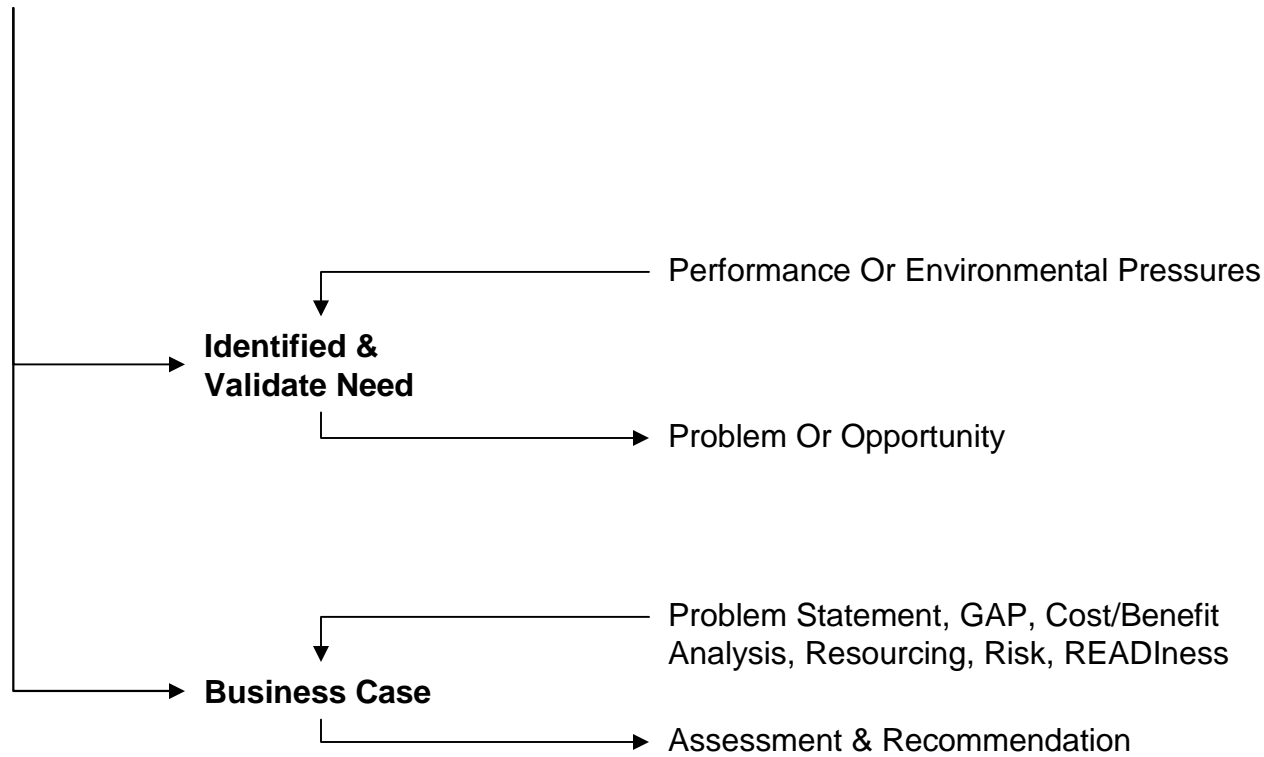 Performance Or Environmental Pressures
Identified &
Validate Need
Problem Or Opportunity
Problem Statement, GAP, Cost/Benefit
Analysis, Resourcing, Risk, READIness
Business Case
Assessment & Recommendation